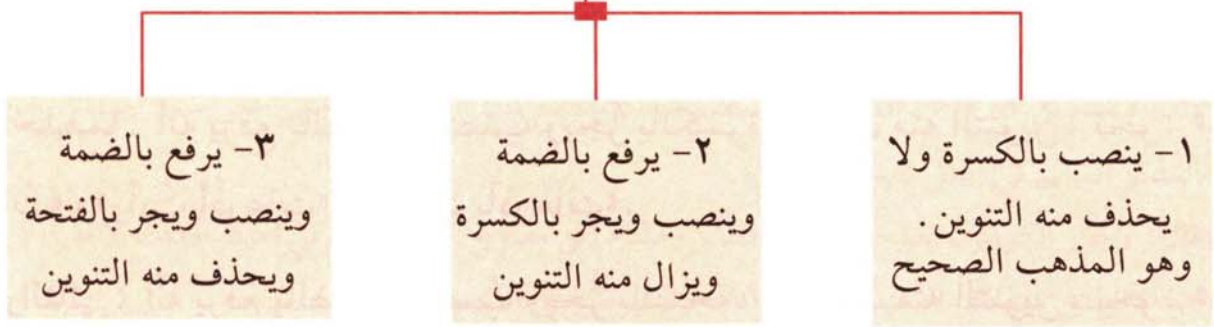 ١- ينصب بالكسرة ولا
يحذف منه التنوين.
وهو المذهب الصحيح
٢- يرفع بالضمة
وينصب ويجر بالكسرة
ويزال منه التنوين
٣- يرفع بالضمة
وينصب ويجر بالفتحة
ويحذف منه التنوين